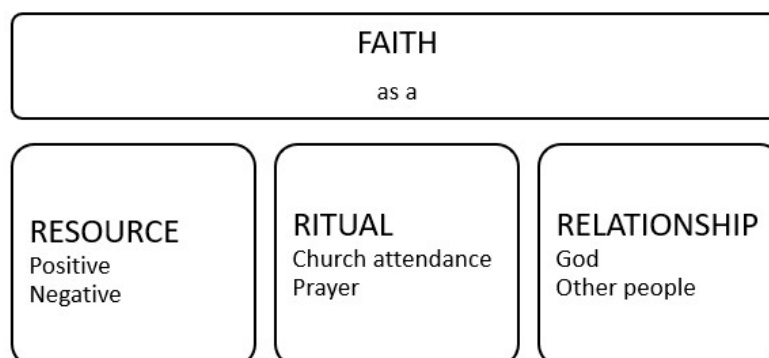 FAITH
as a
RESOURCE
Positive
Negative
RITUAL
Church attendance
Prayer
RELATIONSHIP
God
Other people